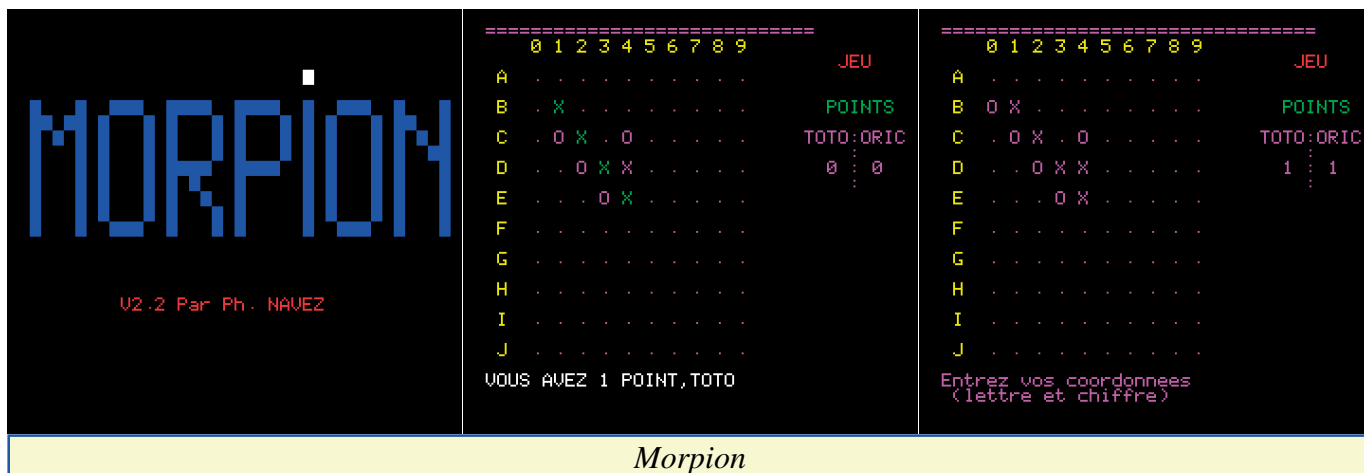 MORPION
V2.2 Par Ph. NAVEZ
==============================
0 1 2 3 4 5 6 7 8 9
JEU
A . . . . . . . . . .
B . X . . . . . . . . POINTS
C . O X . O . . . . . TOTO:ORIC
D . . O X X . . . . . 0 : 0
E . . . O X . . . . .
F . . . . . . . . . .
G . . . . . . . . . .
H . . . . . . . . . .
I . . . . . . . . . .
J . . . . . . . . . .
VOUS AVEZ 1 POINT,TOTO
==================================
0 1 2 3 4 5 6 7 8 9
JEU
A . . . . . . . . . .
B O X . . . . . . . . POINTS
C . O X . O . . . . . TOTO:ORIC
D . . O X X . . . . . 1 : 1
E . . . O X . . . . .
F . . . . . . . . . .
G . . . . . . . . . .
H . . . . . . . . . .
I . . . . . . . . . .
J . . . . . . . . . .
Entrez vos coordonnees
(lettre et chiffre)
Morpion